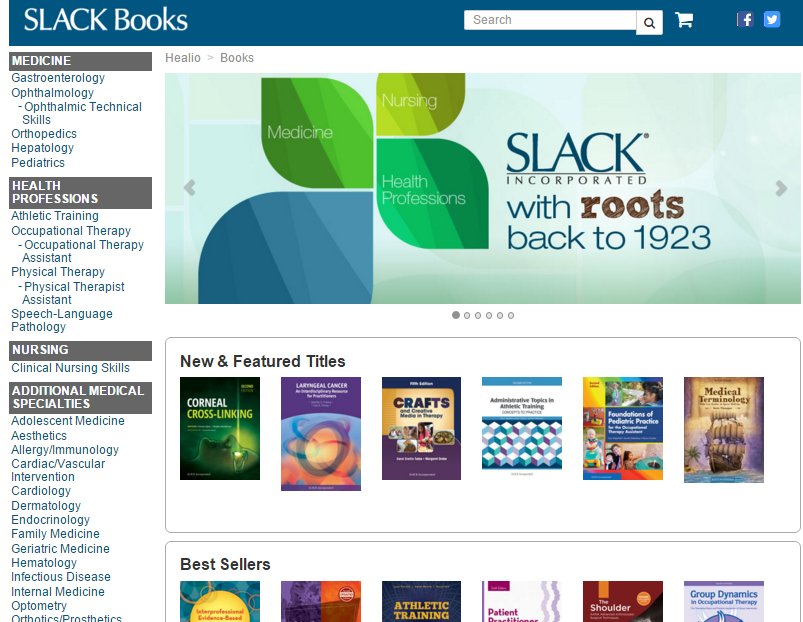 SLACK Books
Search
MEDICINE
Gastroenterology
Ophthalmology
- Ophthalmic Technical
Skills
Orthopedics
Hepatology
Pediatrics
HEALTH
PROFESSIONS
Athletic Training
Occupational Therapy
- Occupational Therapy
Assistant
Physical Therapy
- Physical Therapist
Assistant
Speech-Language
Pathology
NURSING
Clinical Nursing Skills
ADDITIONAL MEDICAL
SPECIALTIES
Adolescent Medicine
Aesthetics
Allergy/Immunology
Cardiac/Vascular
Intervention
Cardiology
Dermatology
Endocrinology
Family Medicine
Geriatric Medicine
Hematology
Infectious Disease
Internal Medicine
Optometry
Orthotics/Prosthetics
Healio > Books
Nursing
Medicine
Health
Professions
SLACK®
INCORPORATED
with roots
back to 1923
New & Featured Titles
CORNEAL
CROSS-LINKING
LARYNGEAL CANCER
An Interdisciplinary Resource
for Practitioners
Fifth Edition
CRAFTS
and Creative
Media in Therapy
Administrative Topics in
Athletic Training
CONCEPTS TO PRACTICE
Foundations of
Pediatric Practice
for the Occupational
Therapy Assistant
Medical
Terminology
Best Sellers
Interprofessional
Evidence-Based
ATHLETIC
TRAINING
Patient
Practitioner
The
Shoulder
Group Dynamics
in Occupational Therapy